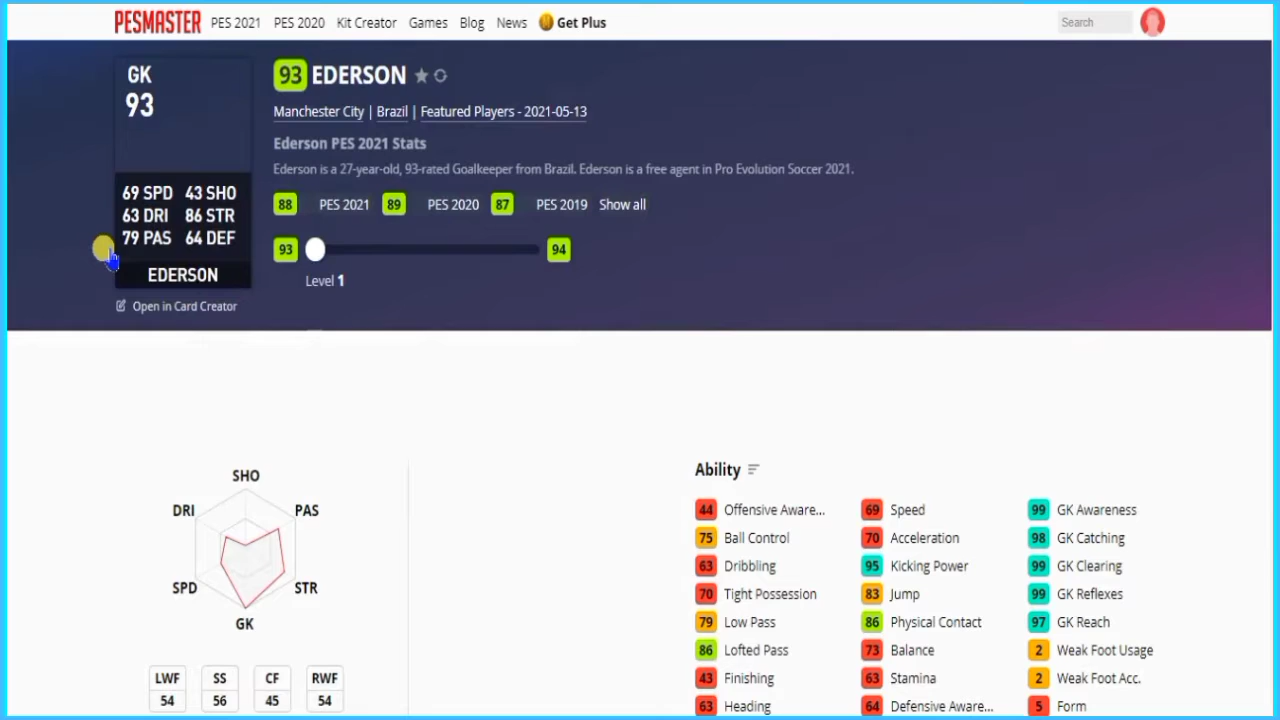 PESMASTER PES 2021 PES 2020 Kit Creator Games Blog News Get Plus Search
GK
93
69 SPD 43 SHO
63 DRI 86 STR
79 PAS 64 DEF
EDERSON
Open in Card Creator
93 EDERSON
Manchester City | Brazil | Featured Players - 2021-05-13
Ederson PES 2021 Stats
Ederson is a 27-year-old, 93-rated Goalkeeper from Brazil. Ederson is a free agent in Pro Evolution Soccer 2021.
88 PES 2021 89 PES 2020 87 PES 2019 Show all
93 94
Level 1
SHO
DRI PAS
SPD STR
GK
LWF SS CF RWF
54 56 45 54
Ability
44 Offensive Aware... 69 Speed 99 GK Awareness
75 Ball Control 70 Acceleration 98 GK Catching
63 Dribbling 95 Kicking Power 99 GK Clearing
70 Tight Possession 83 Jump 99 GK Reflexes
79 Low Pass 86 Physical Contact 97 GK Reach
86 Lofted Pass 73 Balance 2 Weak Foot Usage
43 Finishing 63 Stamina 2 Weak Foot Acc.
63 Heading 64 Defensive Aware... 5 Form